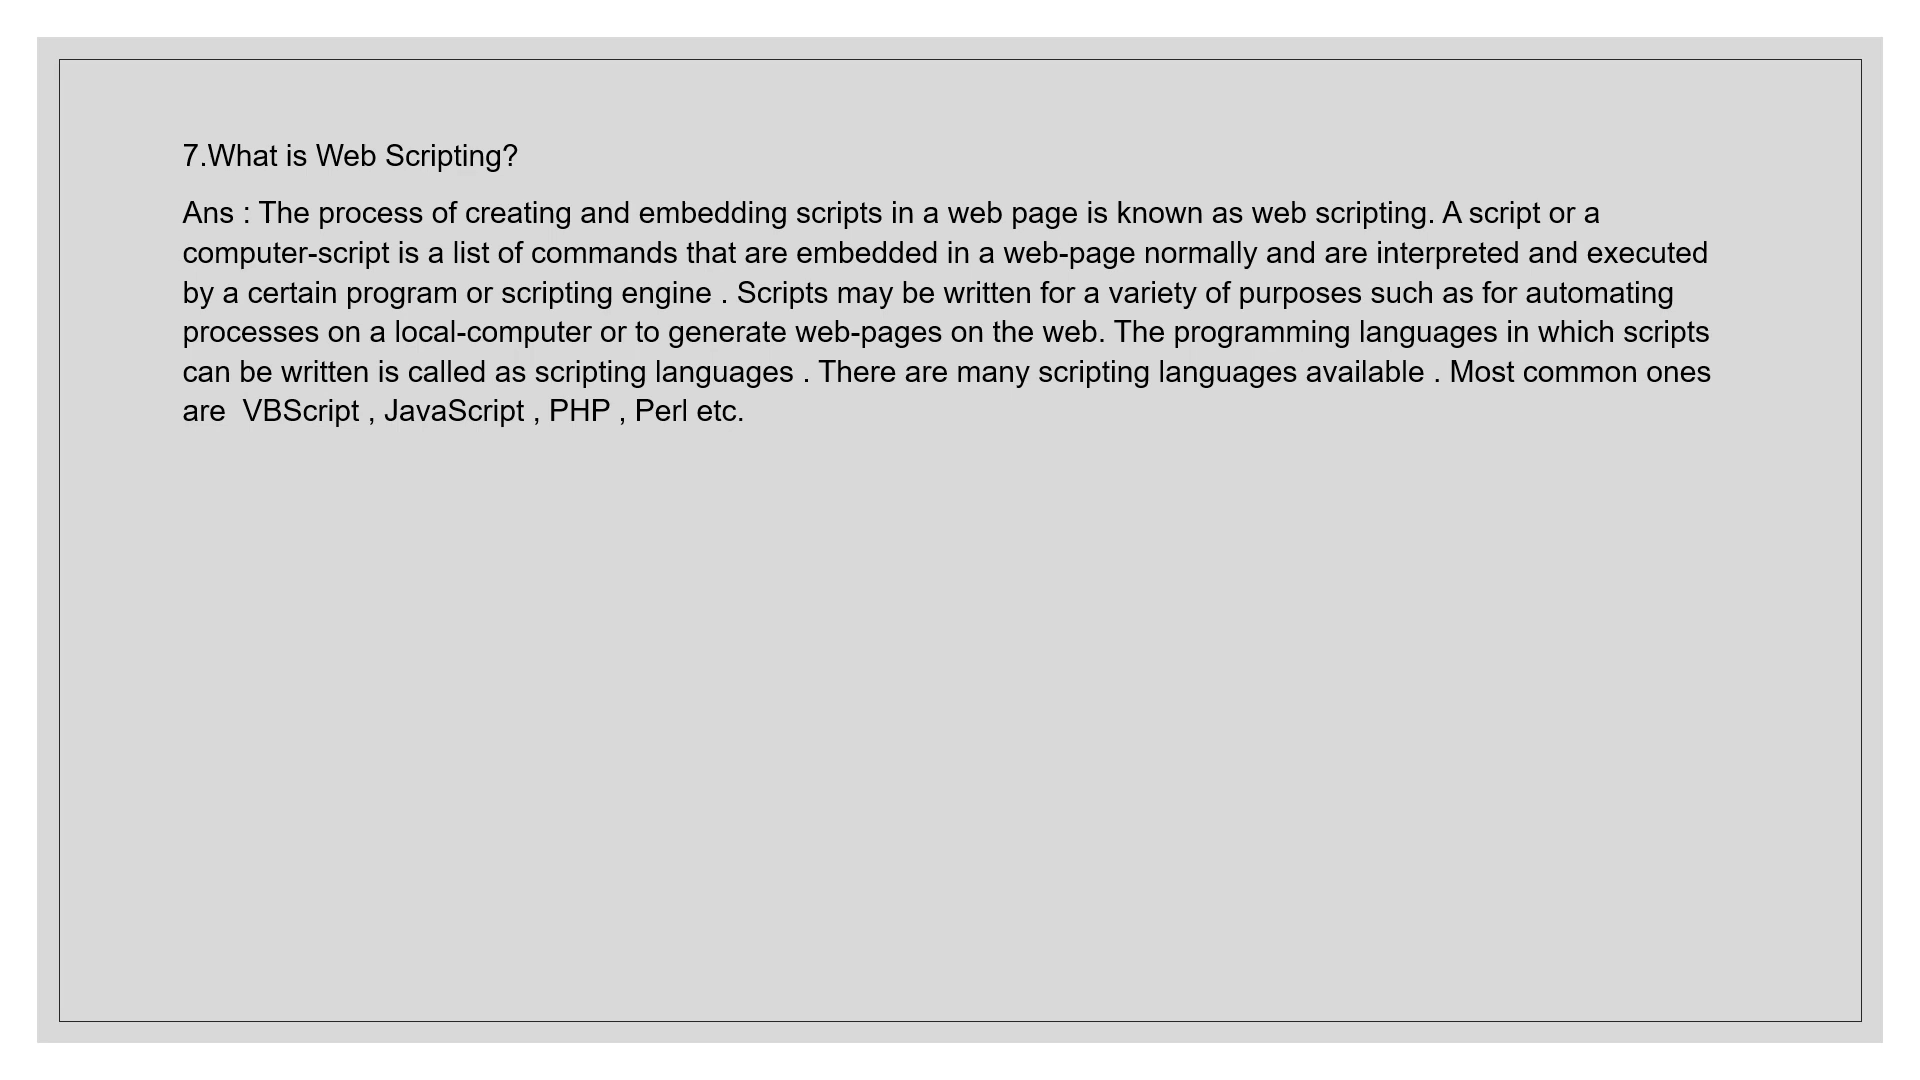 7.What is Web Scripting?
Ans : The process of creating and embedding scripts in a web page is known as web scripting. A script or a
computer-script is a list of commands that are embedded in a web-page normally and are interpreted and executed
by a certain program or scripting engine . Scripts may be written for a variety of purposes such as for automating
processes on a local-computer or to generate web-pages on the web. The programming languages in which scripts
can be written is called as scripting languages . There are many scripting languages available . Most common ones
are  VBScript , JavaScript , PHP , Perl etc.